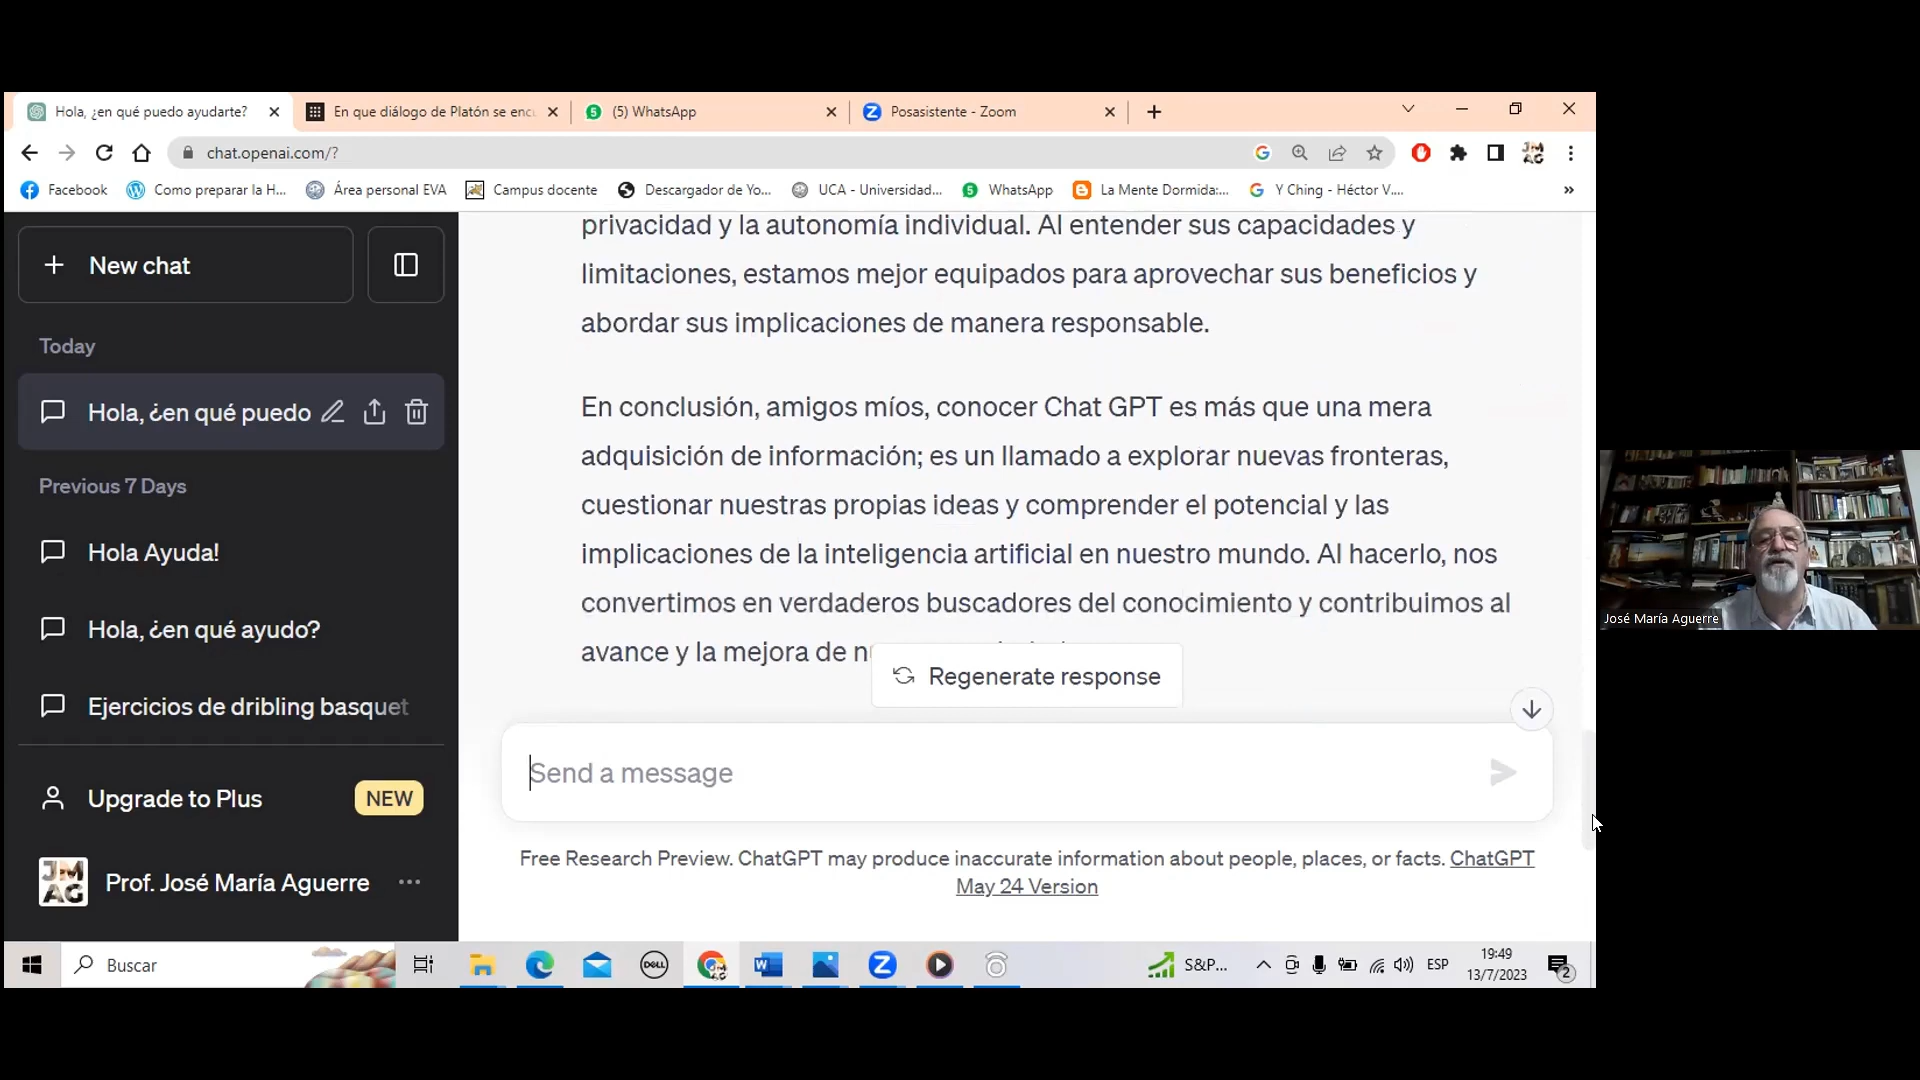 Hola, ¿en qué puedo ayudarte?
En que diálogo de Platón se encu
(5) WhatsApp
Posasistente - Zoom
chat.openai.com/?
Facebook
Como preparar la H...
Área personal EVA
Campus docente
Descargador de Yo...
UCA - Universidad...
WhatsApp
La Mente Dormida:...
Y Ching - Héctor V....
»
New chat
Today
Hola, ¿en qué puedo
Previous 7 Days
Hola Ayuda!
Hola, ¿en qué ayudo?
Ejercicios de dribling basquet
Upgrade to Plus
NEW
JM
AG
Prof. José María Aguerre
privacidad y la autonomía individual. Al entender sus capacidades y
limitaciones, estamos mejor equipados para aprovechar sus beneficios y
abordar sus implicaciones de manera responsable.
En conclusión, amigos míos, conocer Chat GPT es más que una mera
adquisición de información; es un llamado a explorar nuevas fronteras,
cuestionar nuestras propias ideas y comprender el potencial y las
implicaciones de la inteligencia artificial en nuestro mundo. Al hacerlo, nos
convertimos en verdaderos buscadores del conocimiento y contribuimos al
avance y la mejora de
Regenerate response
Send a message
Free Research Preview. ChatGPT may produce inaccurate information about people, places, or facts. ChatGPT
May 24 Version
José María Aguerre
Buscar
DELL
S&P...
ESP
19:49
13/7/2023
2